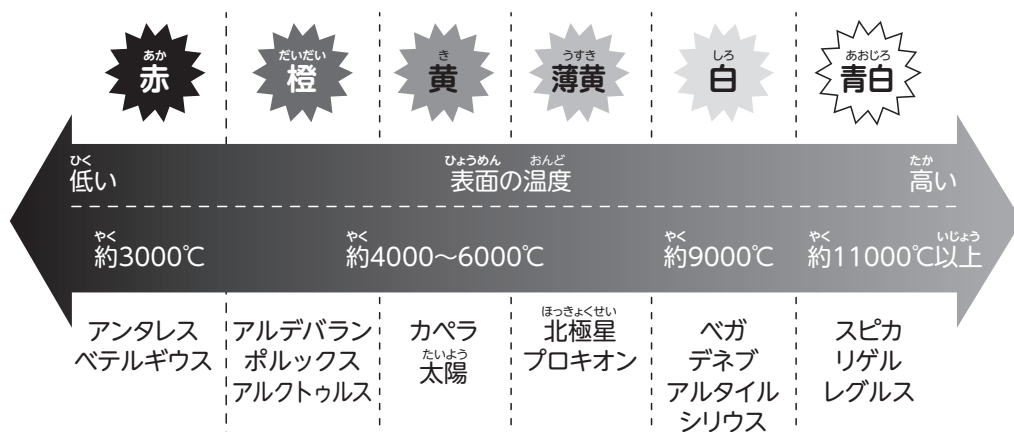 あか
赤
だいだい
橙
き
黄
うすき
薄黄
しろ
白
あおじろ
青白
ひく
低い
ひょうめん おんど
表面の温度
たか
高い
やく
約3000℃
やく
約4000～6000℃
やく
約9000℃
やく いじょう
約11000℃以上
アンタレス
ベテルギウス
アルデバラン
ポルックス
アルクトゥルス
カペラ
たいよう
太陽
ほっきょくせい
北極星
プロキオン
ベガ
デネブ
アルタイル
シリウス
スピカ
リゲル
レグルス